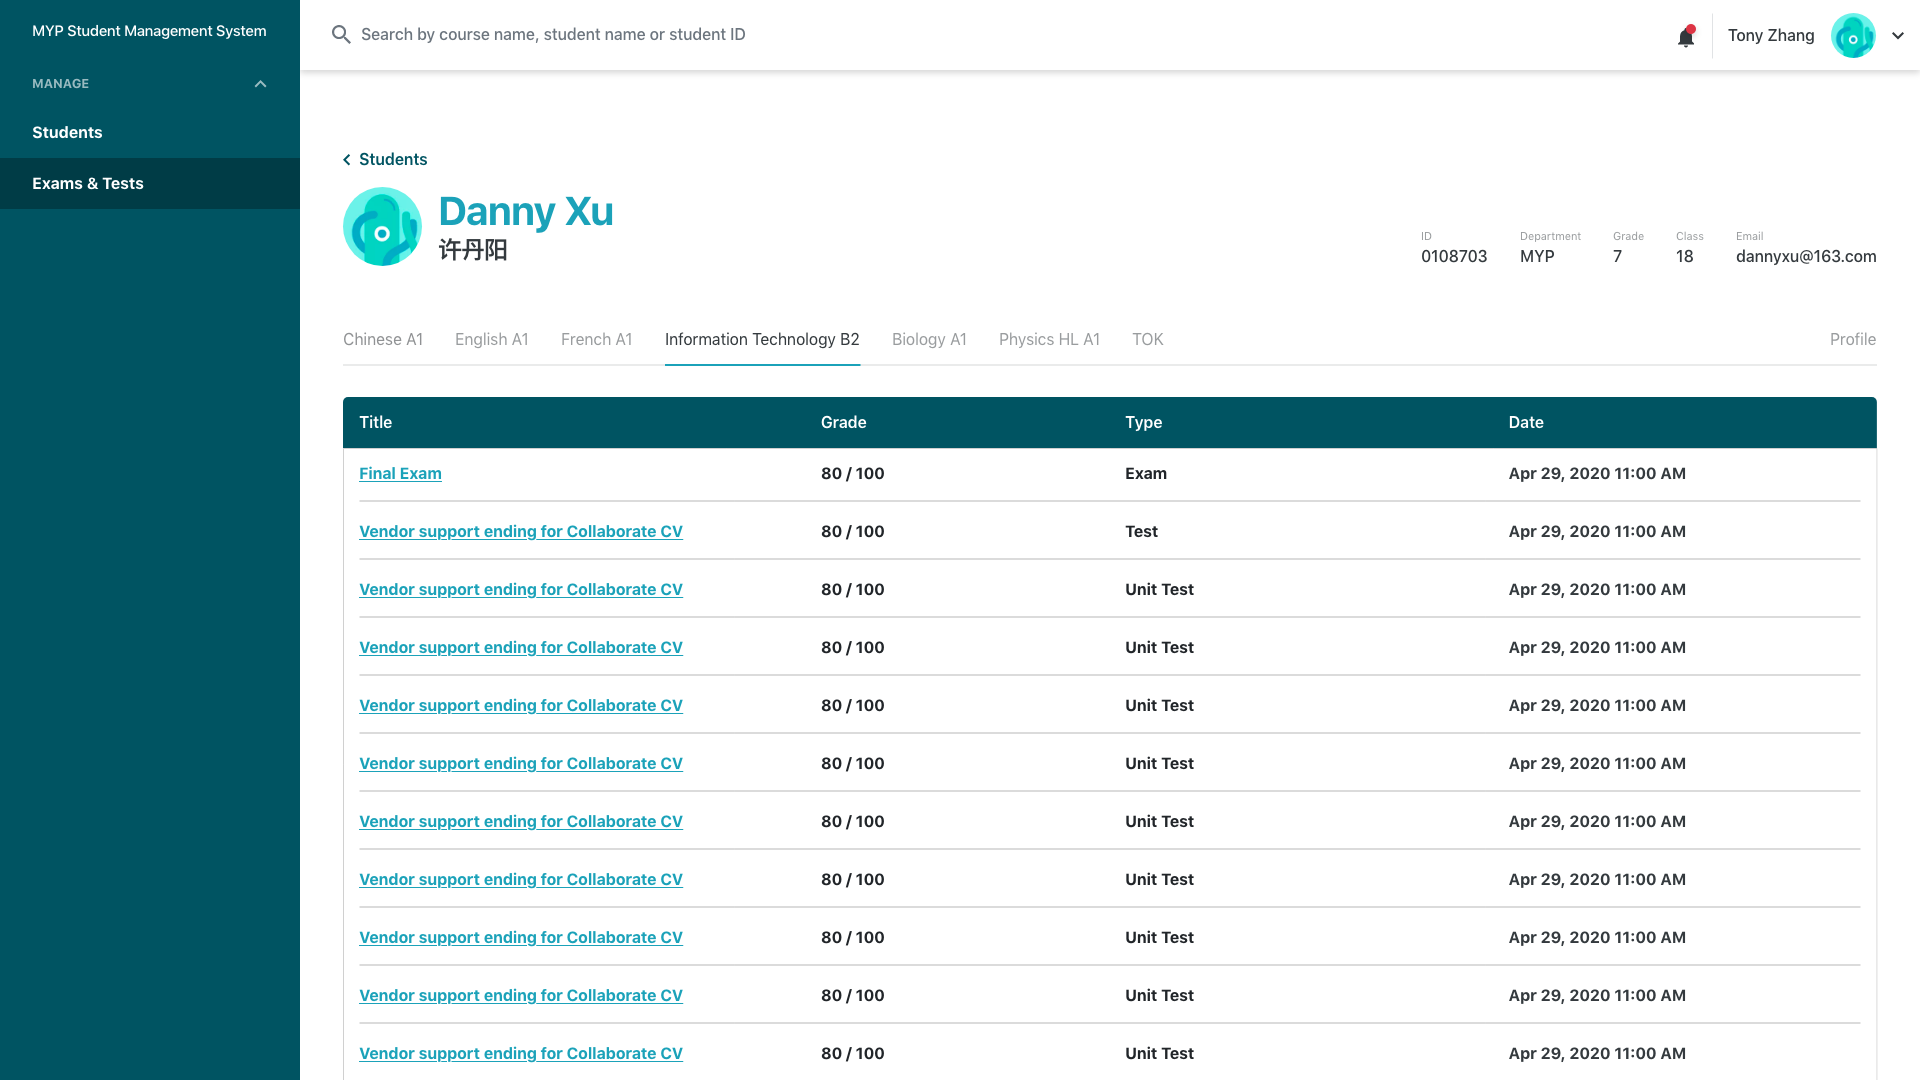 MYP Student Management System
MANAGE
Students
Exams & Tests
Search by course name, student name or student ID
Tony Zhang
Students
Danny Xu
许丹阳
ID Department Grade Class Email
0108703 MYP 7 18 dannyxu@163.com
Chinese A1 English A1 French A1 Information Technology B2 Biology A1 Physics HL A1 TOK Profile
Title Grade Type Date
Final Exam 80 / 100 Exam Apr 29, 2020 11:00 AM
Vendor support ending for Collaborate CV 80 / 100 Test Apr 29, 2020 11:00 AM
Vendor support ending for Collaborate CV 80 / 100 Unit Test Apr 29, 2020 11:00 AM
Vendor support ending for Collaborate CV 80 / 100 Unit Test Apr 29, 2020 11:00 AM
Vendor support ending for Collaborate CV 80 / 100 Unit Test Apr 29, 2020 11:00 AM
Vendor support ending for Collaborate CV 80 / 100 Unit Test Apr 29, 2020 11:00 AM
Vendor support ending for Collaborate CV 80 / 100 Unit Test Apr 29, 2020 11:00 AM
Vendor support ending for Collaborate CV 80 / 100 Unit Test Apr 29, 2020 11:00 AM
Vendor support ending for Collaborate CV 80 / 100 Unit Test Apr 29, 2020 11:00 AM
Vendor support ending for Collaborate CV 80 / 100 Unit Test Apr 29, 2020 11:00 AM
Vendor support ending for Collaborate CV 80 / 100 Unit Test Apr 29, 2020 11:00 AM